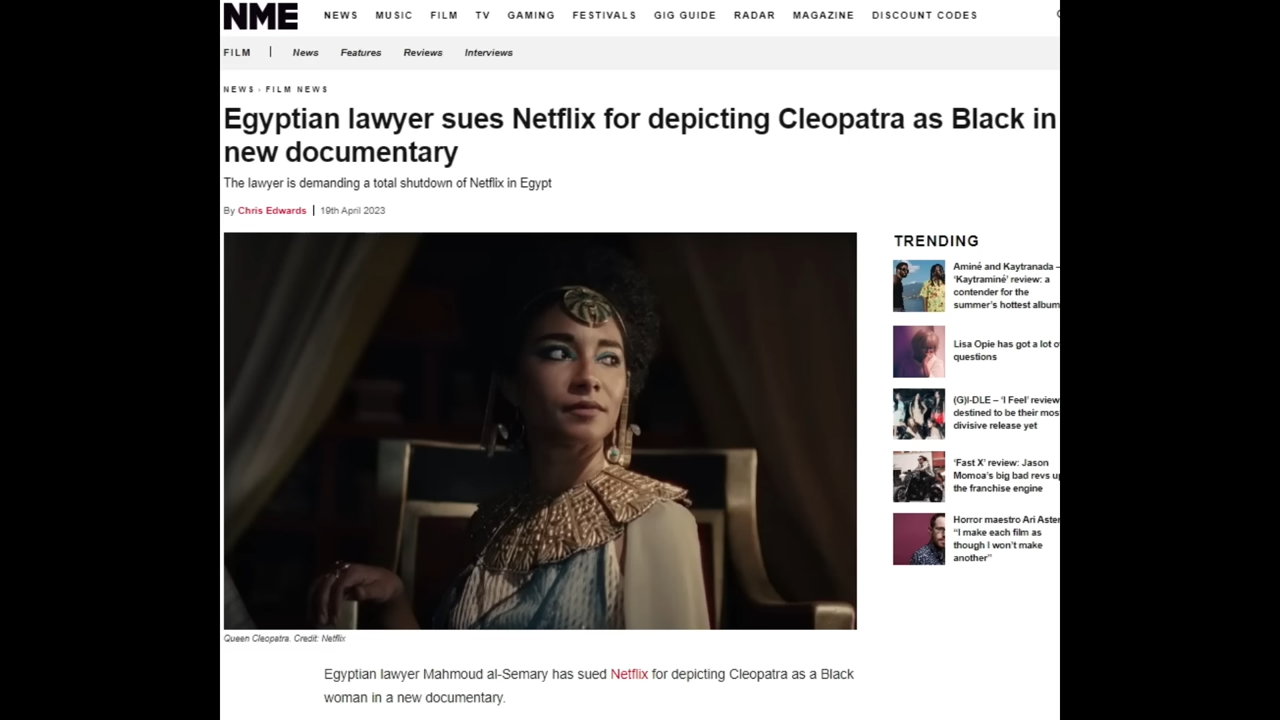 NME
NEWS MUSIC FILM TV GAMING FESTIVALS GIG GUIDE RADAR MAGAZINE DISCOUNT CODES
FILM | News Features Reviews Interviews
NEWS › FILM NEWS
Egyptian lawyer sues Netflix for depicting Cleopatra as Black in
new documentary
The lawyer is demanding a total shutdown of Netflix in Egypt
By Chris Edwards | 19th April 2023
TRENDING
Aminé and Kaytranada –
‘Kaytraminé’ review: a
contender for the
summer’s hottest album
Lisa Opie has got a lot
questions
(G)I-DLE – ‘I Feel’ review
destined to be their
divisive release yet
‘Fast X’ review: Jason
Momoa’s big bad revs
the franchise engine
Horror maestro Ari Aster
“I make each film as
though I won’t make
another”
Queen Cleopatra. Credit: Netflix
Egyptian lawyer Mahmoud al-Semary has sued Netflix for depicting Cleopatra as a Black
woman in a new documentary.